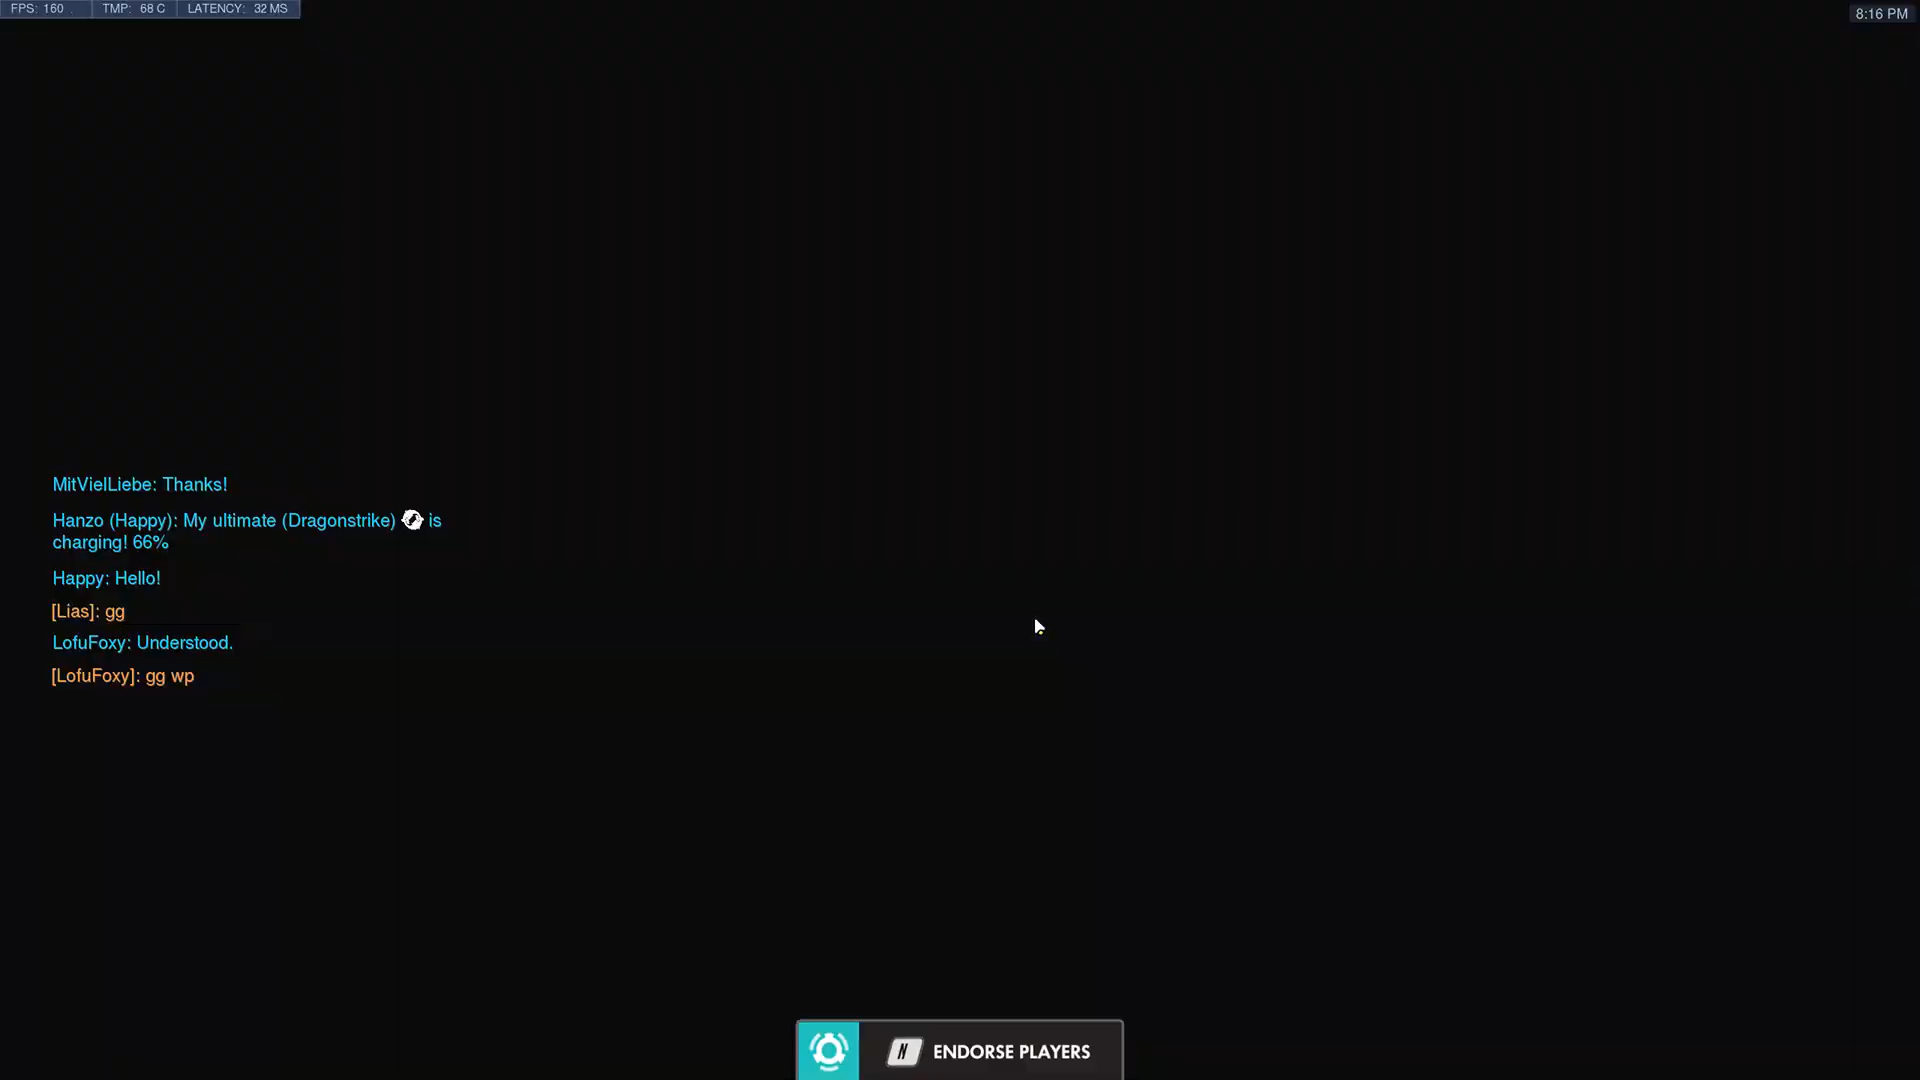 FPS: 160 TMP: 68 C LATENCY: 32 MS
8:16 PM
MitVielLiebe: Thanks!
Hanzo (Happy): My ultimate (Dragonstrike) is
charging! 66%
Happy: Hello!
[Lias]: gg
LofuFoxy: Understood.
[LofuFoxy]: gg wp
N ENDORSE PLAYERS